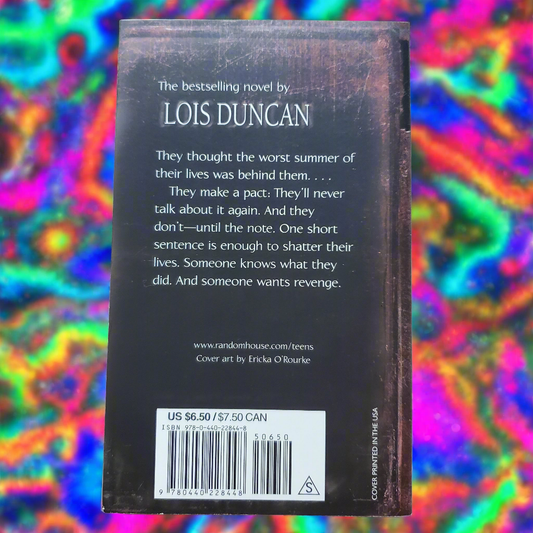 The bestselling novel by
LOIS DUNCAN
They thought the worst summer of
their lives was behind them. . . .
They make a pact: They'll never
talk about it again. And they
don't—until the note. One short
sentence is enough to shatter their
lives. Someone knows what they
did. And someone wants revenge.
www.randomhouse.com/teens
Cover art by Ericka O'Rourke
US $6.50 / $7.50 CAN
ISBN 978-0-440-22844-8
50650
9 780440 228448
S
COVER PRINTED IN THE USA